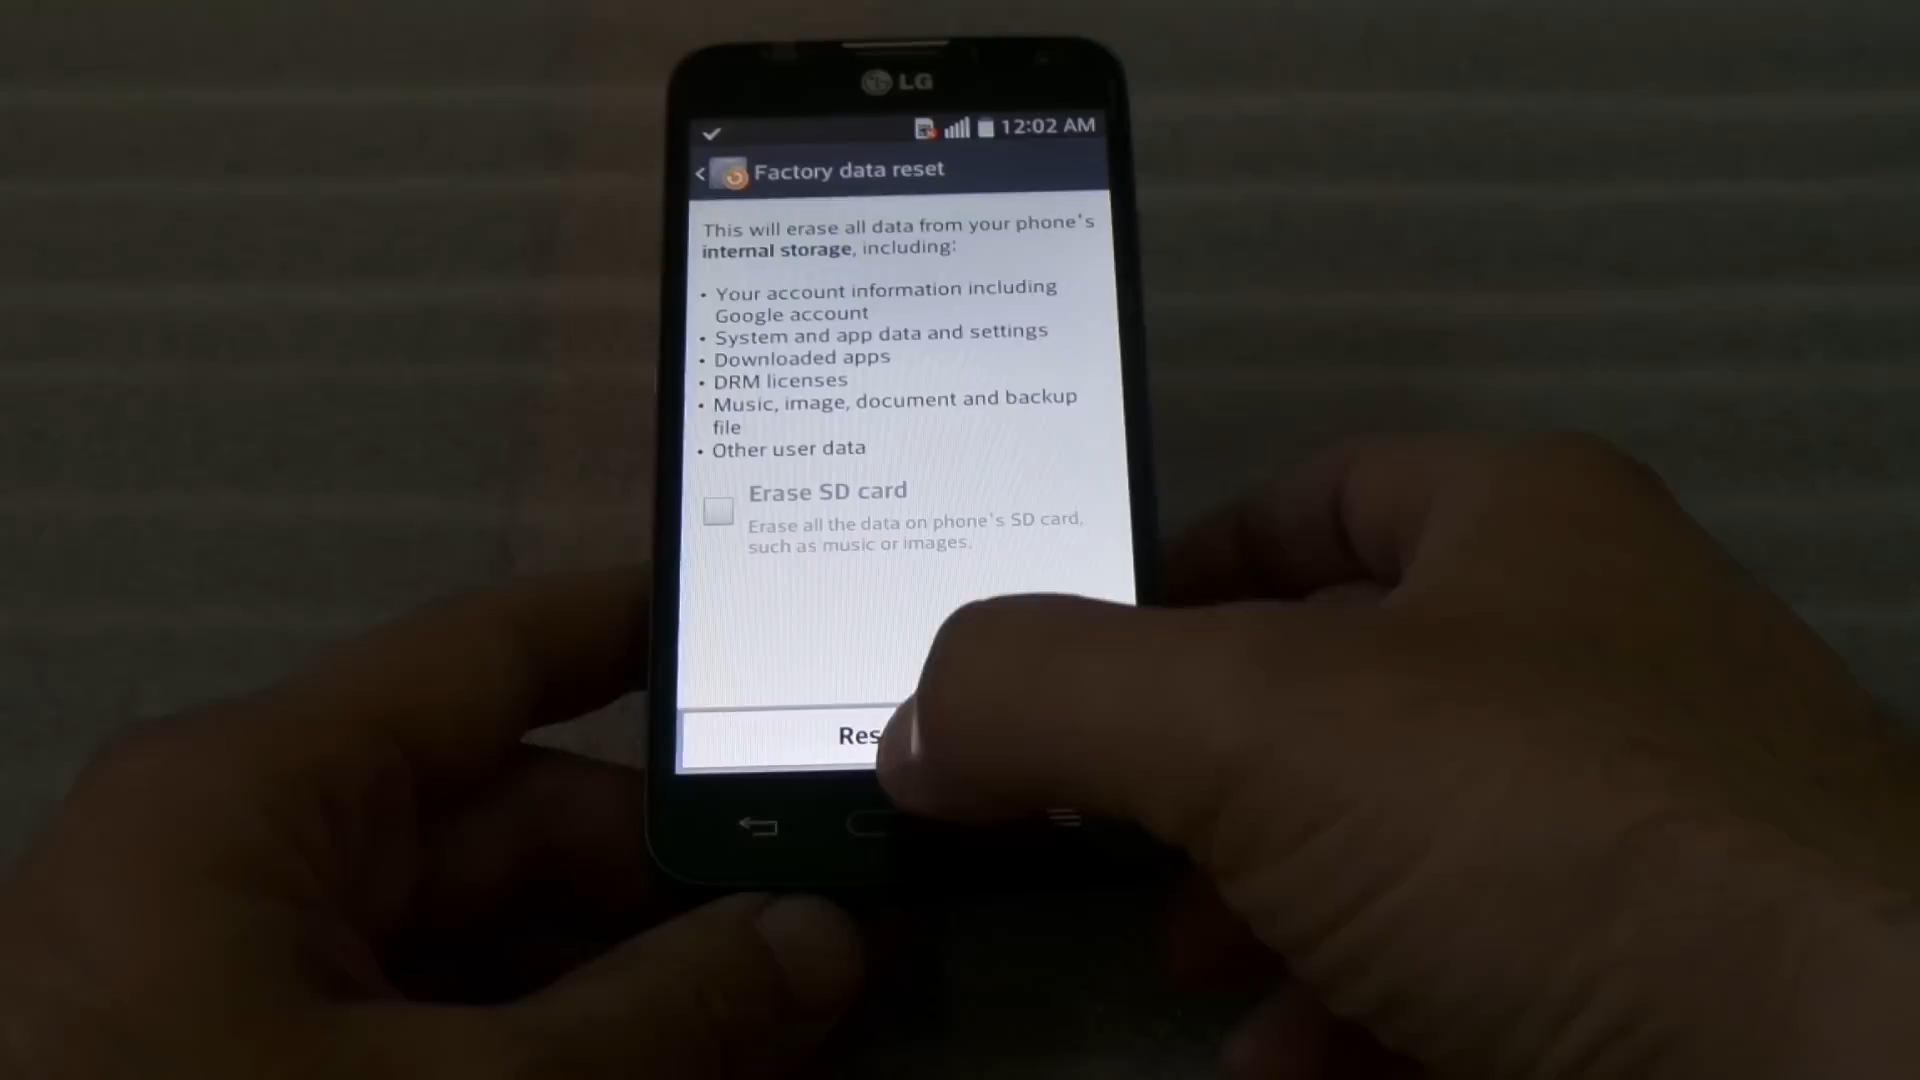 LG
12:02 AM
Factory data reset
This will erase all data from your phone's
internal storage, including:
• Your account information including
Google account
• System and app data and settings
• Downloaded apps
• DRM licenses
• Music, image, document and backup
file
• Other user data
Erase SD card
Erase all the data on phone's SD card,
such as music or images.
Res